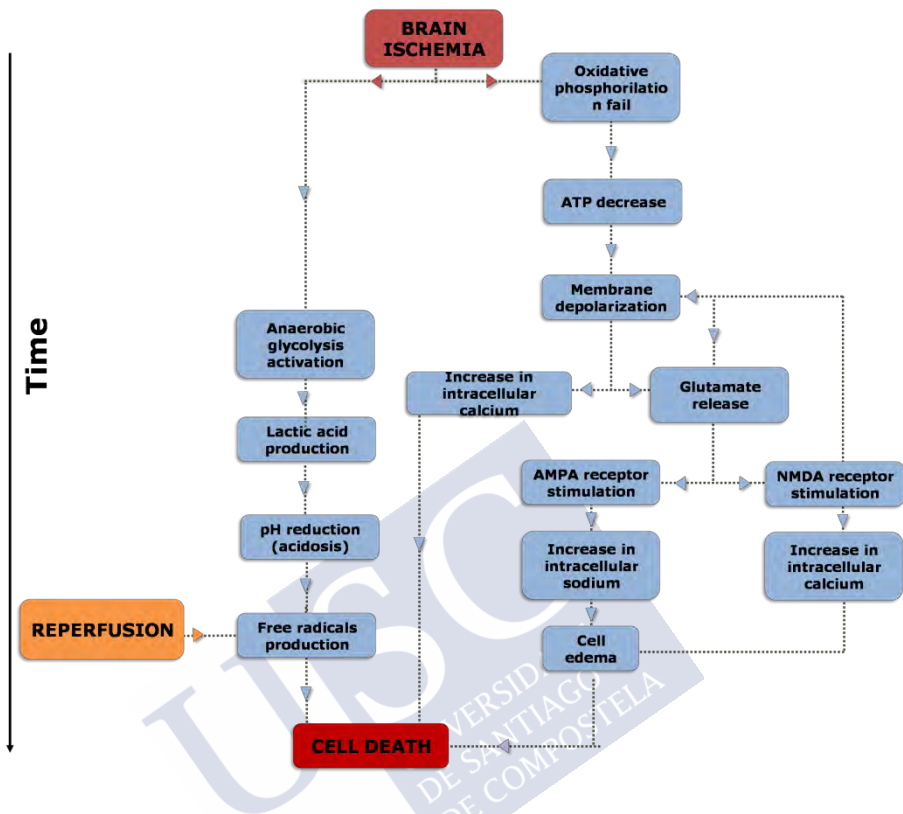 BRAIN
ISCHEMIA
Oxidative
phosphorilatio
n fail
ATP decrease
Membrane
depolarization
Time
Anaerobic
glycolysis
activation
Increase in
intracellular
calcium
Glutamate
release
Lactic acid
production
AMPA receptor
stimulation
NMDA receptor
stimulation
pH reduction
(acidosis)
Increase in
intracellular
sodium
Increase in
intracellular
calcium
REPERFUSION
Free radicals
production
Cell
edema
CELL DEATH
USC
DE SANTIAGO
DE COMPOSTELA